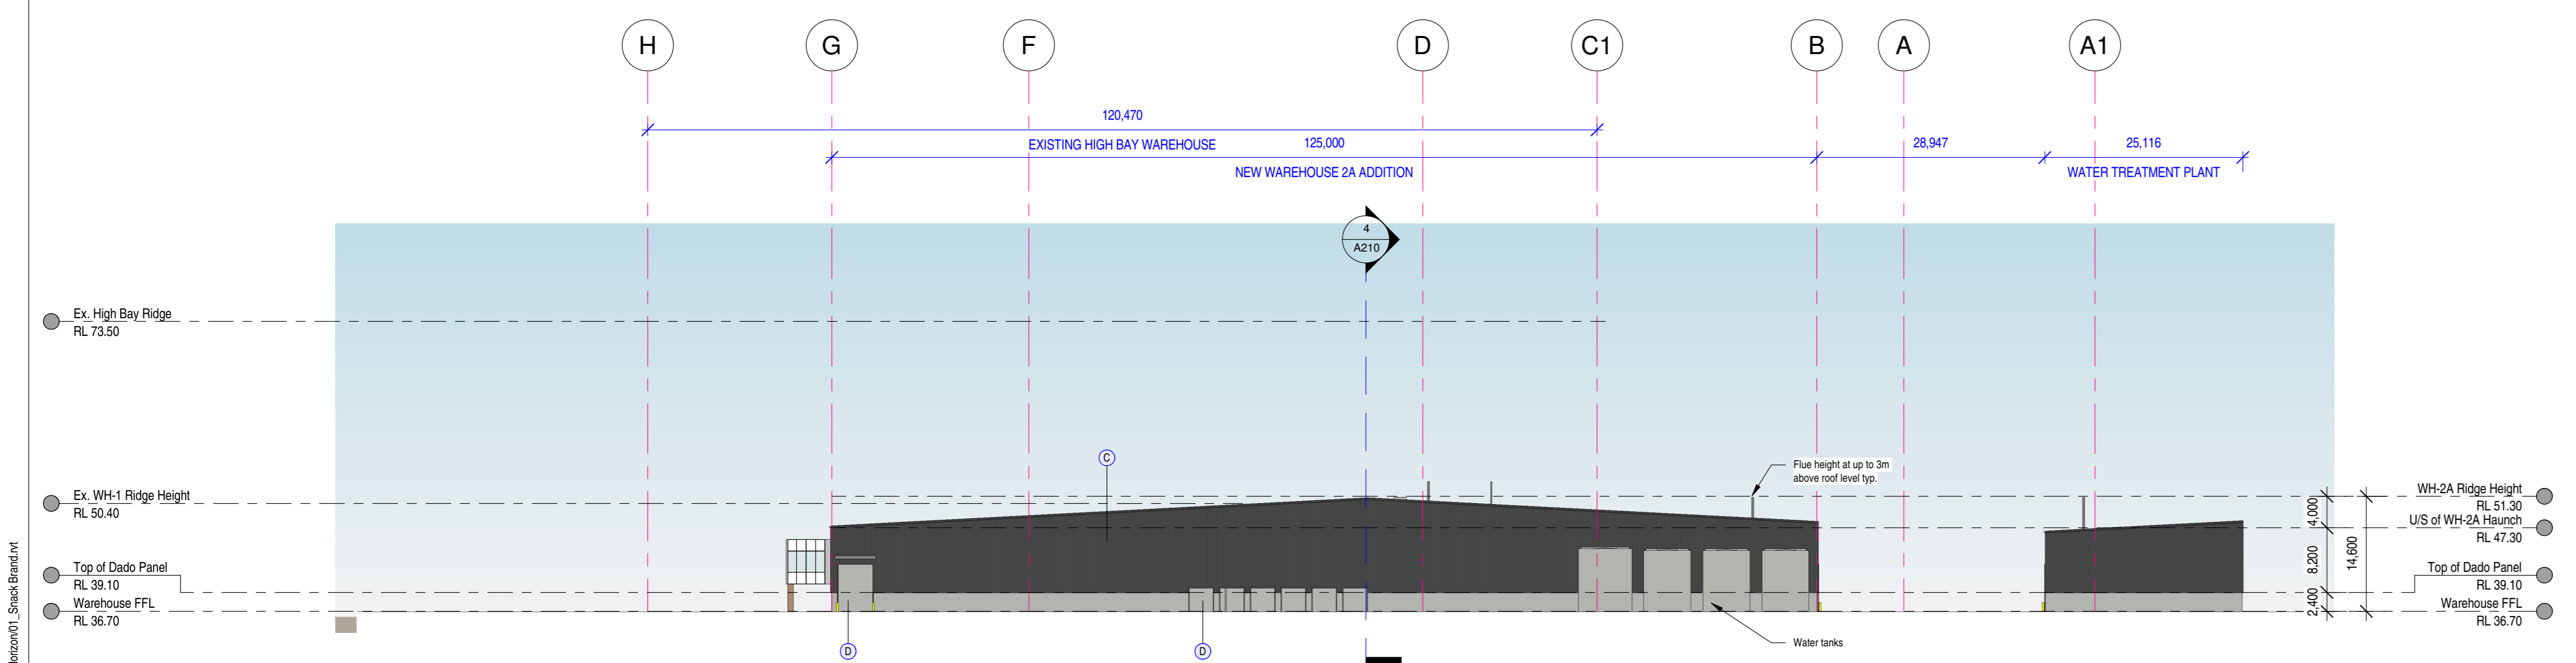 H
G
F
D
C1
B
A
A1
120,470
EXISTING HIGH BAY WAREHOUSE
125,000
28,947
25,116
NEW WAREHOUSE 2A ADDITION
WATER TREATMENT PLANT
4
A210
Ex. High Bay Ridge
RL 73.50
C
Flue height at up to 3m
above roof level typ.
Ex. WH-1 Ridge Height
RL 50.40
Top of Dado Panel
RL 39.10
Warehouse FFL
RL 36.70
4,000
8,200
2,400
14,600
WH-2A Ridge Height
RL 51.30
U/S of WH-2A Haunch
RL 47.30
Top of Dado Panel
RL 39.10
Warehouse FFL
RL 36.70
Water tanks
D
D
orizon/01_Snack Brand.rvt